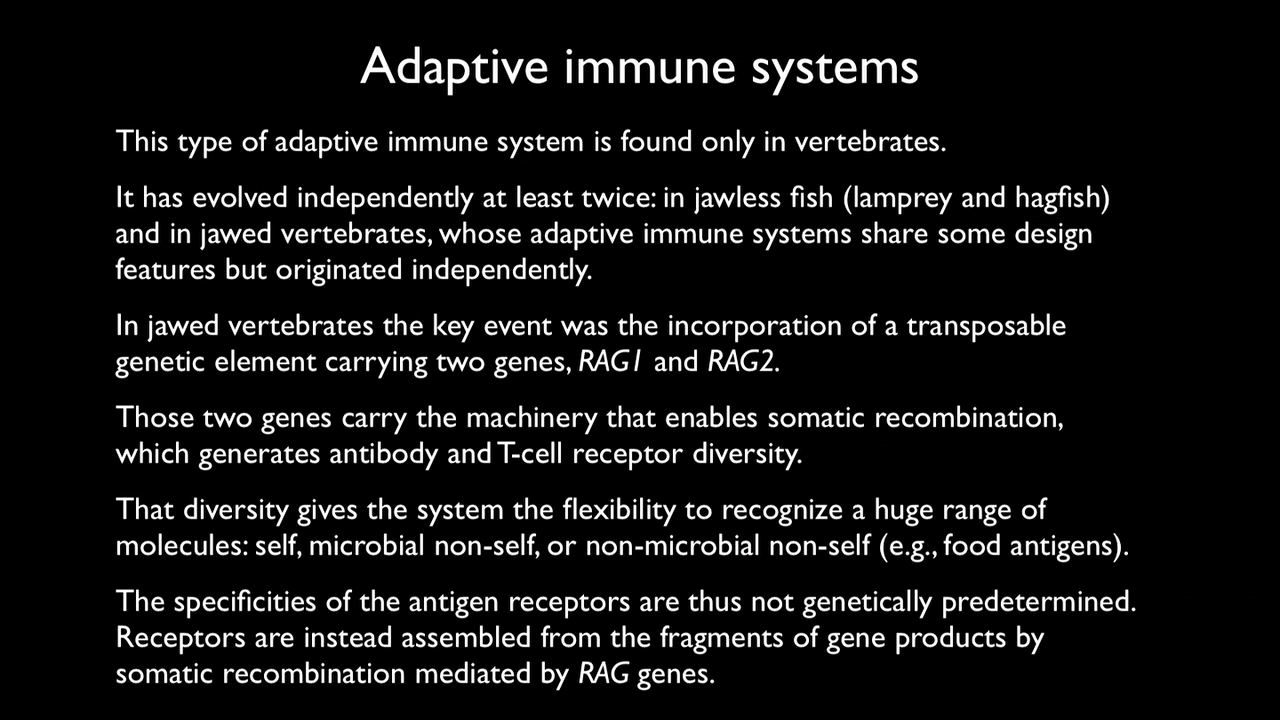 Adaptive immune systems
This type of adaptive immune system is found only in vertebrates.
It has evolved independently at least twice: in jawless fish (lamprey and hagfish)
and in jawed vertebrates, whose adaptive immune systems share some design
features but originated independently.
In jawed vertebrates the key event was the incorporation of a transposable
genetic element carrying two genes, RAG1 and RAG2.
Those two genes carry the machinery that enables somatic recombination,
which generates antibody and T-cell receptor diversity.
That diversity gives the system the flexibility to recognize a huge range of
molecules: self, microbial non-self, or non-microbial non-self (e.g., food antigens).
The specificities of the antigen receptors are thus not genetically predetermined.
Receptors are instead assembled from the fragments of gene products by
somatic recombination mediated by RAG genes.